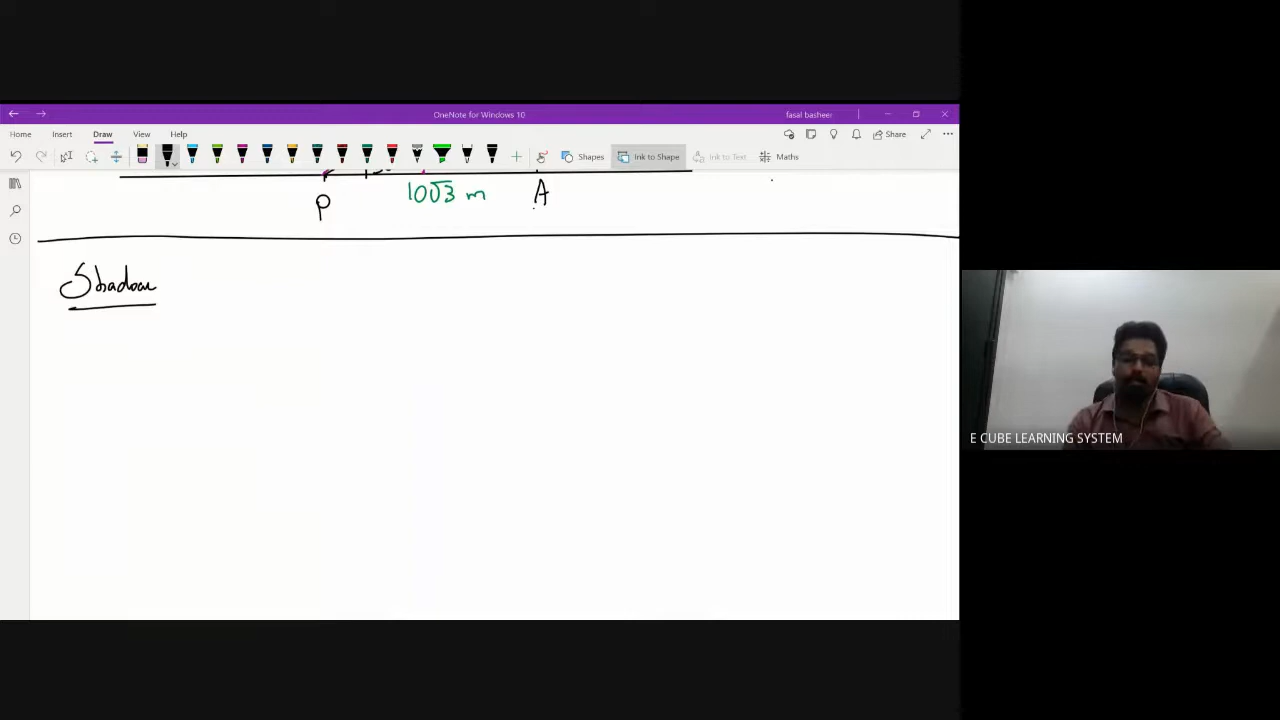 OneNote for Windows 10
fasal basheer
Home Insert Draw View Help
Share
Shapes Ink to Shape Ink to Text Maths
10√3 m
P A
Shadow
E CUBE LEARNING SYSTEM